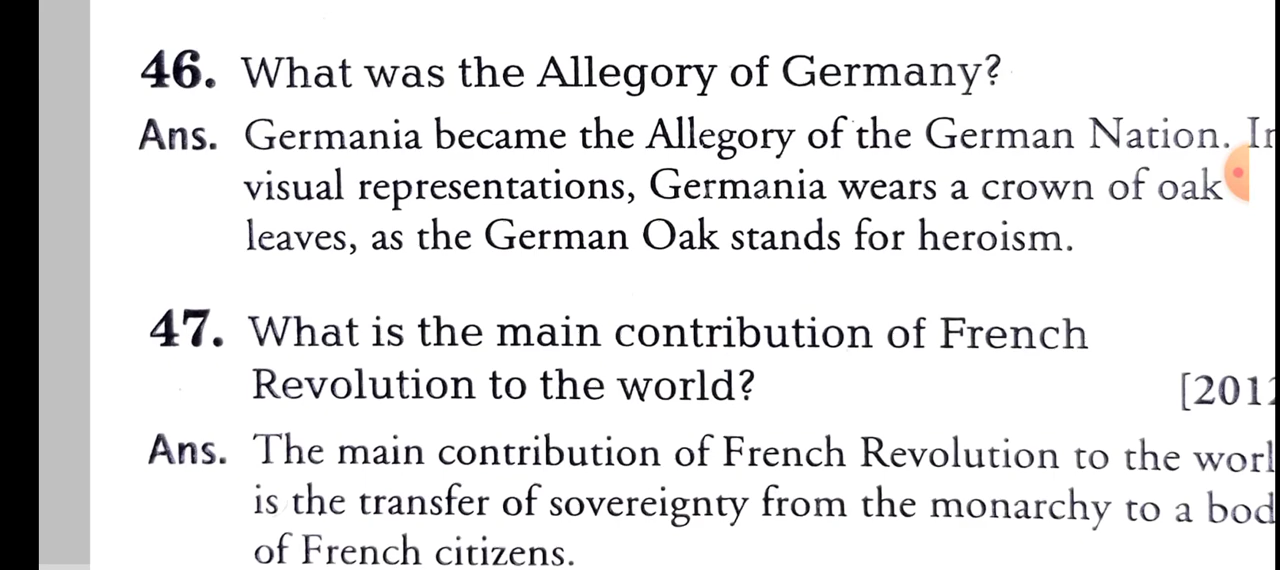 46. What was the Allegory of Germany?
Ans. Germania became the Allegory of the German Nation.
visual representations, Germania wears a crown of oak
leaves, as the German Oak stands for heroism.
47. What is the main contribution of French
Revolution to the world?
Ans. The main contribution of French Revolution to the
is the transfer of sovereignty from the monarchy to a
of French citizens.